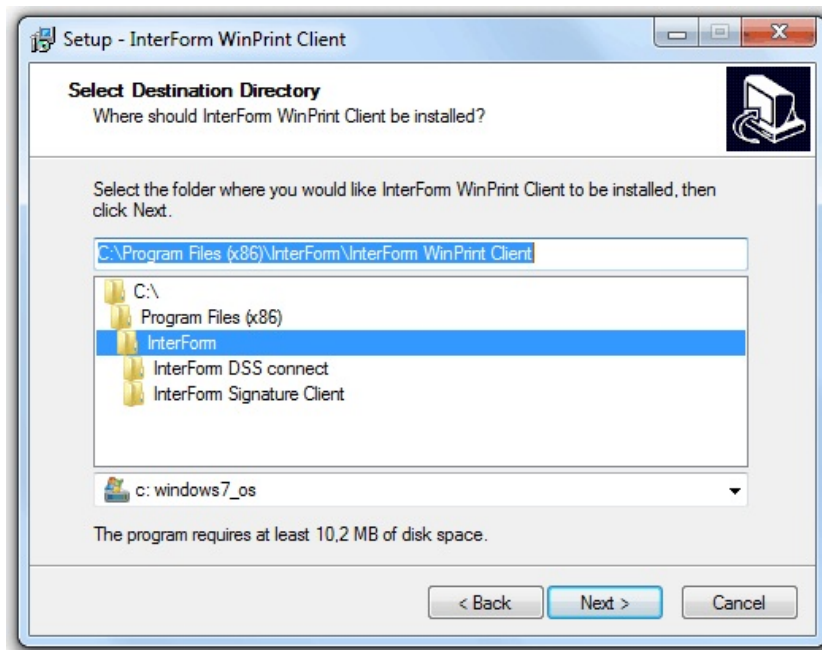 Setup - InterForm WinPrint Client
Select Destination Directory
Where should InterForm WinPrint Client be installed?
Select the folder where you would like InterForm WinPrint Client to be installed, then
click Next.
C:\Program Files (x86)\InterForm\InterForm WinPrint Client
C:\
Program Files (x86)
InterForm
InterForm DSS connect
InterForm Signature Client
c: windows7_os
The program requires at least 10,2 MB of disk space.
< Back Next > Cancel